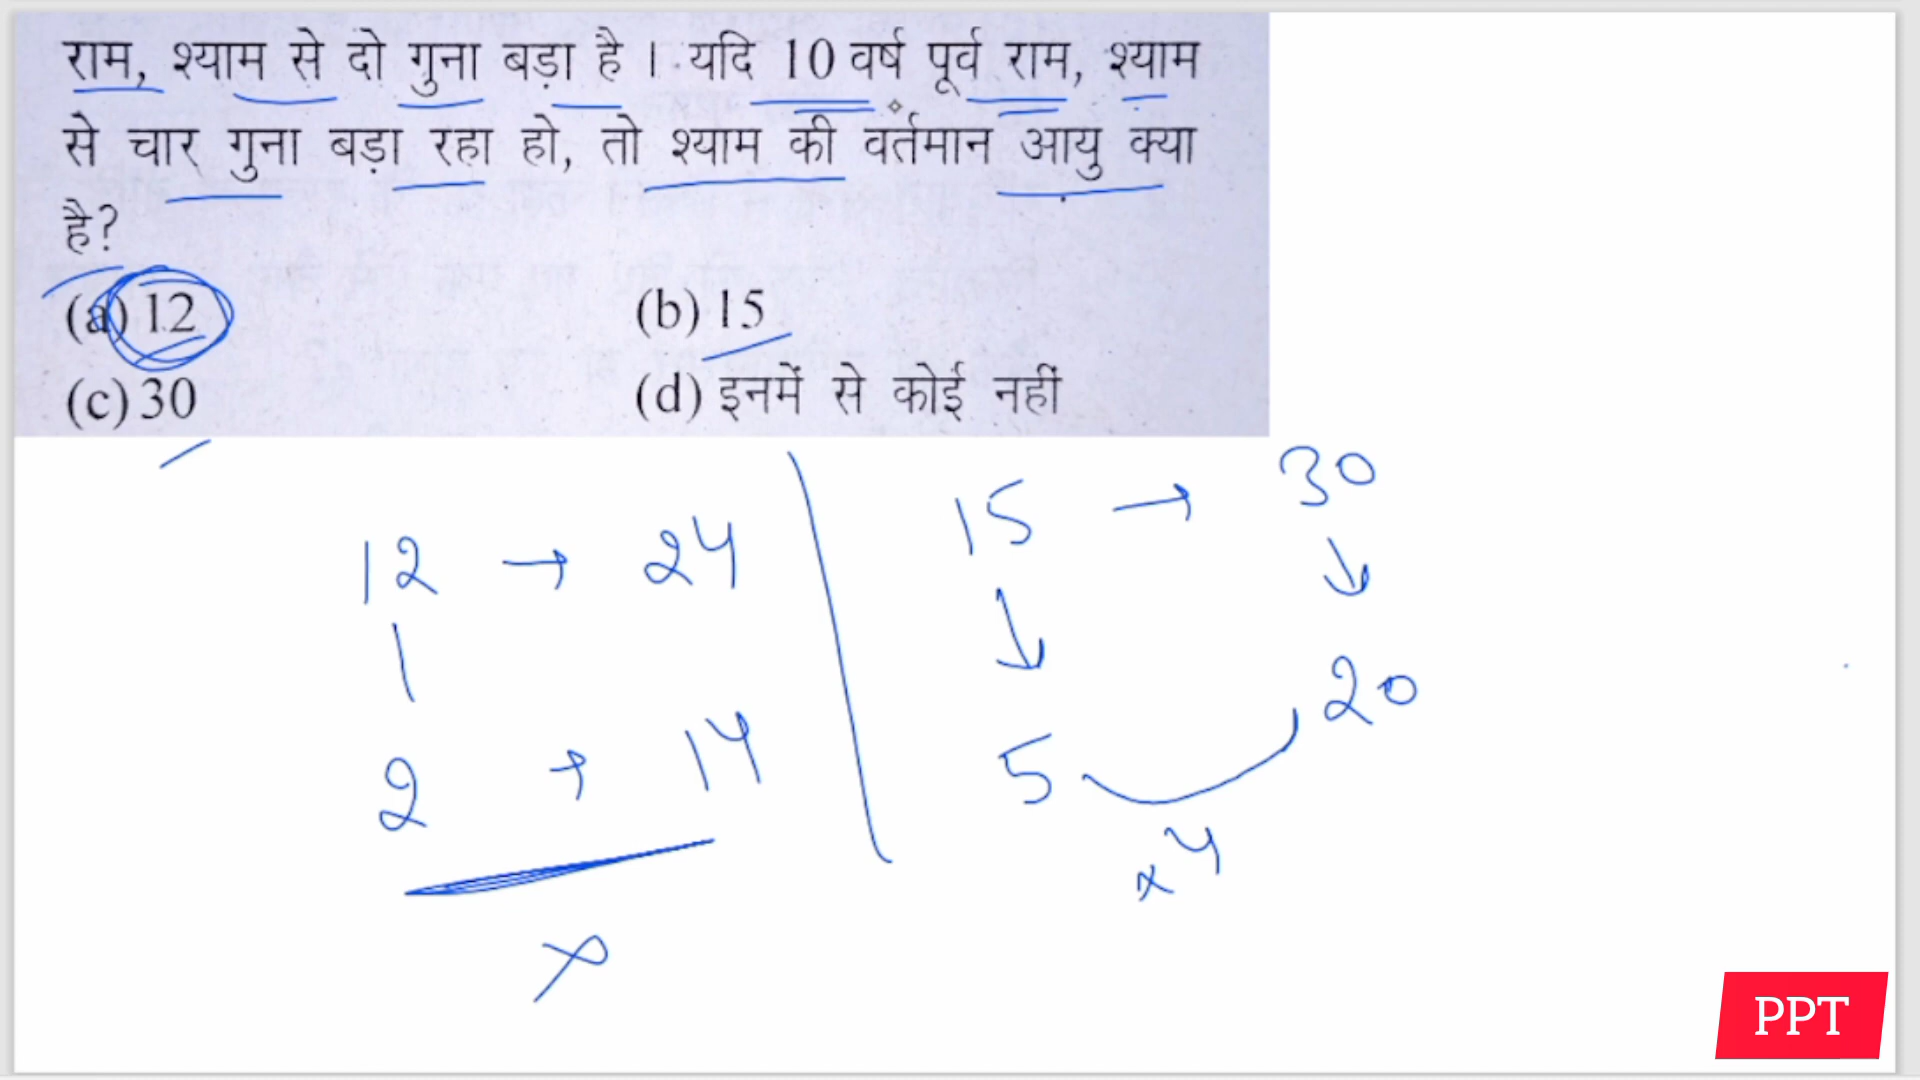 राम, श्याम से दो गुना बड़ा है । यदि 10 वर्ष पूर्व राम, श्याम
से चार गुना बड़ा रहा हो, तो श्याम की वर्तमान आयु क्या
है?
(a) 12 (b) 15
(c) 30 (d) इनमें से कोई नहीं
12 → 24
2 → 14
15 → 30
5 20
×4
PPT